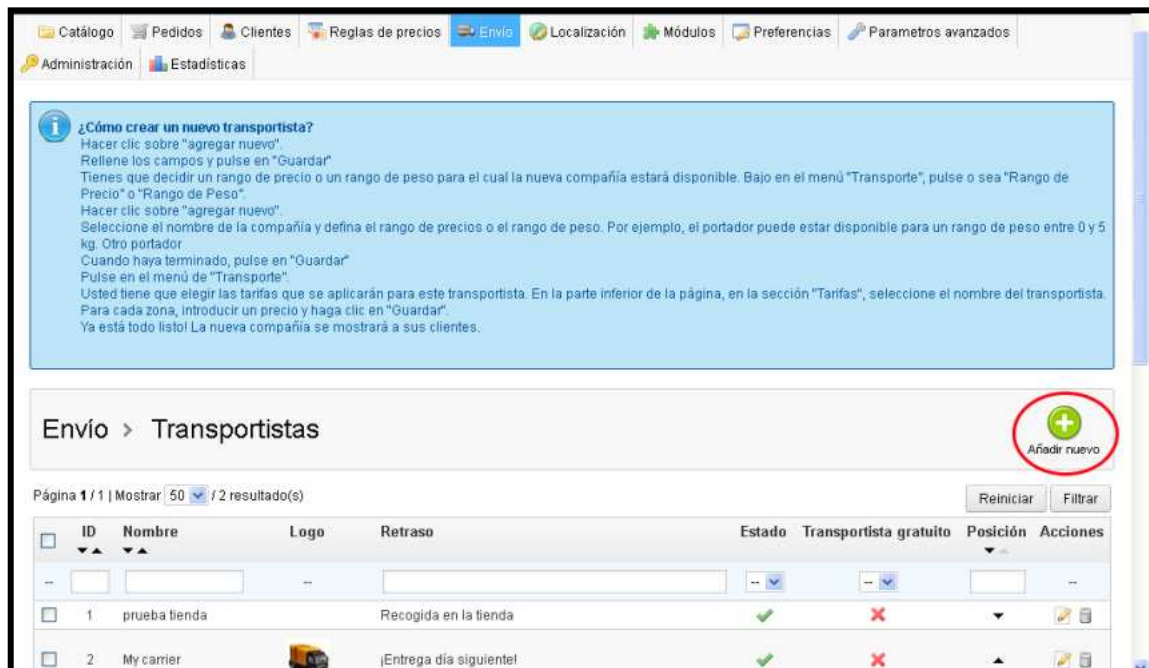 Catálogo Pedidos Clientes Reglas de precios Envío Localización Módulos Preferencias Parametros avanzados
Administración Estadísticas
¿Cómo crear un nuevo transportista?
Hacer clic sobre "agregar nuevo".
Rellene los campos y pulse en "Guardar"
Tienes que decidir un rango de precio o un rango de peso para el cual la nueva compañía estará disponible. Bajo en el menú "Transporte", pulse o sea "Rango de
Precio" o "Rango de Peso".
Hacer clic sobre "agregar nuevo".
Seleccione el nombre de la compañía y defina el rango de precios o el rango de peso. Por ejemplo, el portador puede estar disponible para un rango de peso entre 0 y 5
kg. Otro portador
Cuando haya terminado, pulse en "Guardar"
Pulse en el menú de "Transporte".
Usted tiene que elegir las tarifas que se aplicarán para este transportista. En la parte inferior de la página, en la sección "Tarifas", seleccione el nombre del transportista.
Para cada zona, introducir un precio y haga clic en "Guardar".
Ya está todo listo! La nueva compañía se mostrará a sus clientes.
Envío > Transportistas
Añadir nuevo
Página 1 / 1 | Mostrar 50 / 2 resultado(s)
Reiniciar Filtrar
ID Nombre Logo Retraso Estado Transportista gratuito Posición Acciones
-- -- -- -- --
1 prueba tienda Recogida en la tienda
2 My carrier ¡Entrega día siguiente!